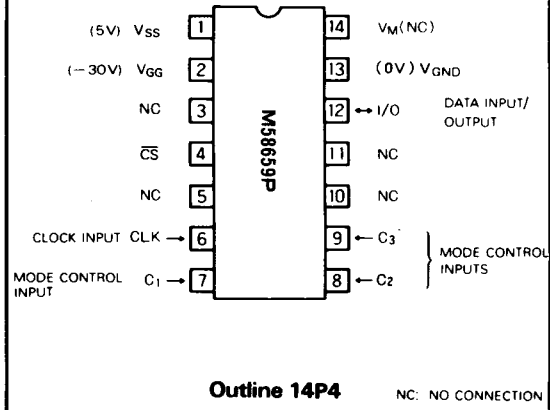 (5V) VSS 1 14 VM(NC)
(−30V) VGG 2 13 (0V) VGND
NC 3 12 ↔ I/O DATA INPUT/
OUTPUT
M58659P
C̅S̅ 4 11 NC
NC 5 10 NC
CLOCK INPUT CLK → 6 9 ← C3
MODE CONTROL
INPUTS
MODE CONTROL
INPUT
C1 → 7 8 ← C2
Outline 14P4
NC: NO CONNECTION